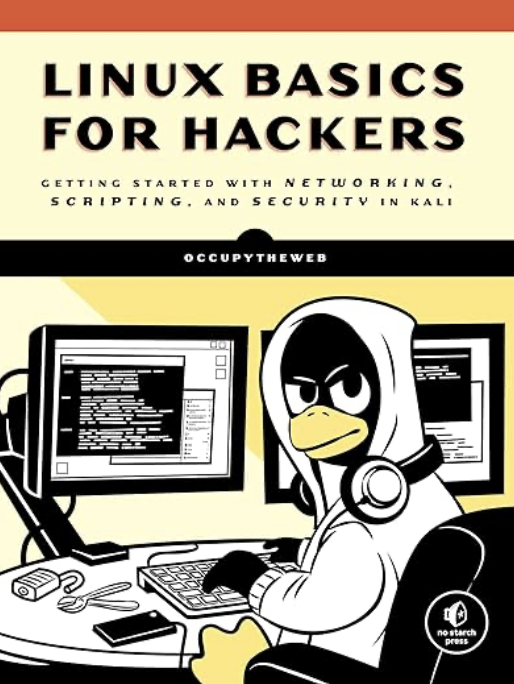 LINUX BASICS
FOR HACKERS
GETTING STARTED WITH NETWORKING,
SCRIPTING, AND SECURITY IN KALI
OCCUPYTHEWEB
no starch
press